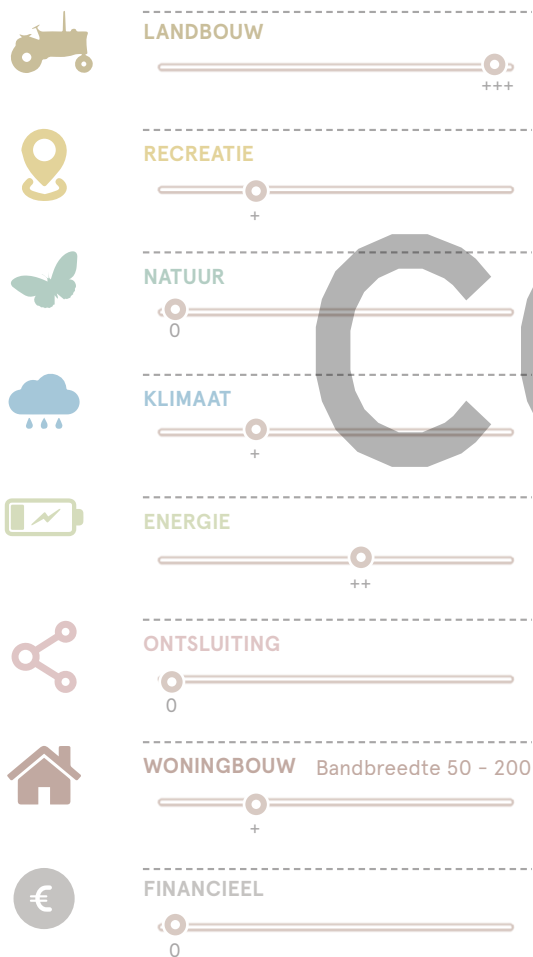 LANDBOUW
+++
RECREATIE
+
NATUUR
0
KLIMAAT
+
ENERGIE
++
ONTSLUITING
0
WONINGBOUW Bandbreedte 50 - 200
+
FINANCIEEL
€
0
C